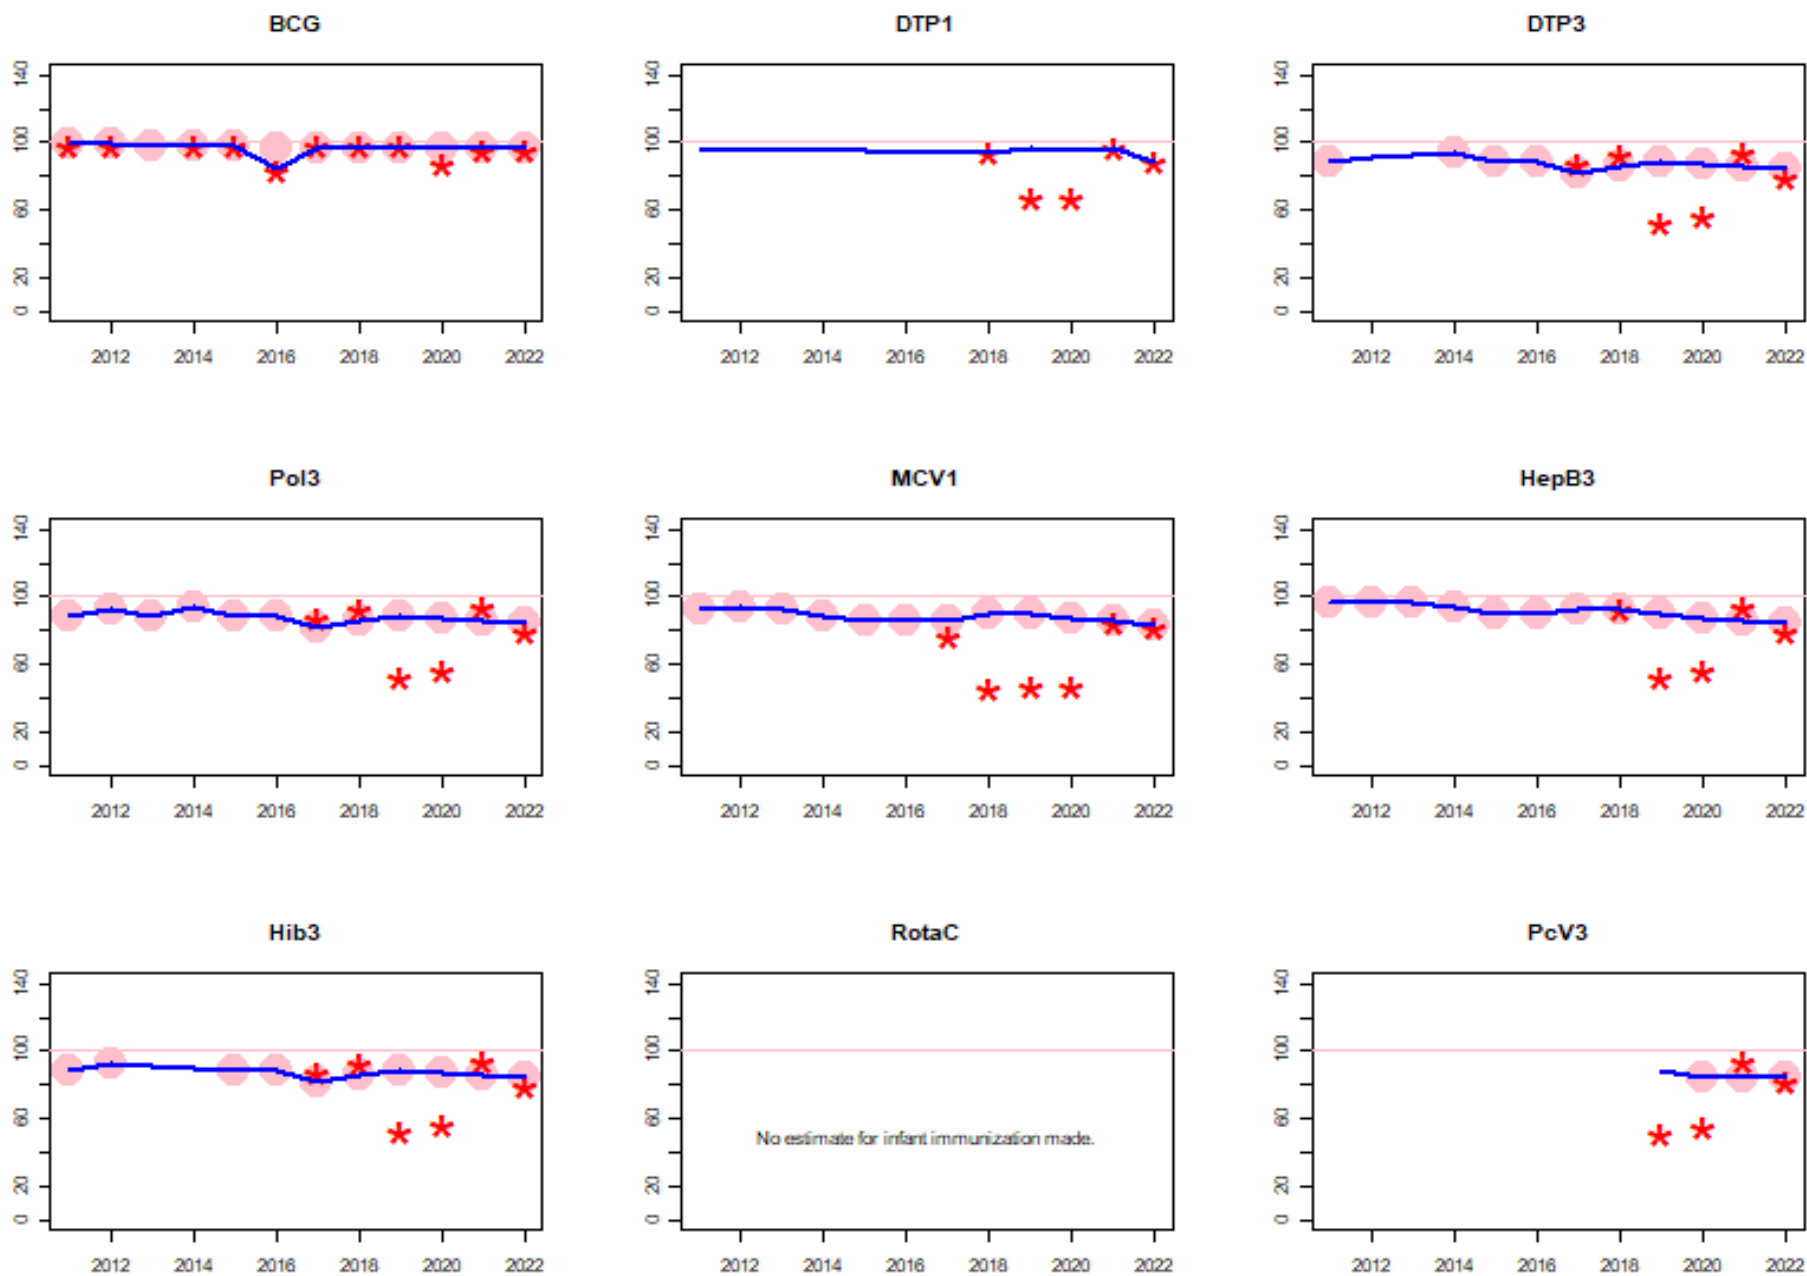 BCG
DTP1
DTP3
0 20 60 100 140
0 20 60 100 140
0 20 60 100 140
2012 2014 2016 2018 2020 2022
2012 2014 2016 2018 2020 2022
2012 2014 2016 2018 2020 2022
Pol3
MCV1
HepB3
0 20 60 100 140
0 20 60 100 140
0 20 60 100 140
2012 2014 2016 2018 2020 2022
2012 2014 2016 2018 2020 2022
2012 2014 2016 2018 2020 2022
Hib3
RotaC
PcV3
0 20 60 100 140
0 20 60 100 140
No estimate for infant immunization made.
0 20 60 100 140
2012 2014 2016 2018 2020 2022
2012 2014 2016 2018 2020 2022
2012 2014 2016 2018 2020 2022